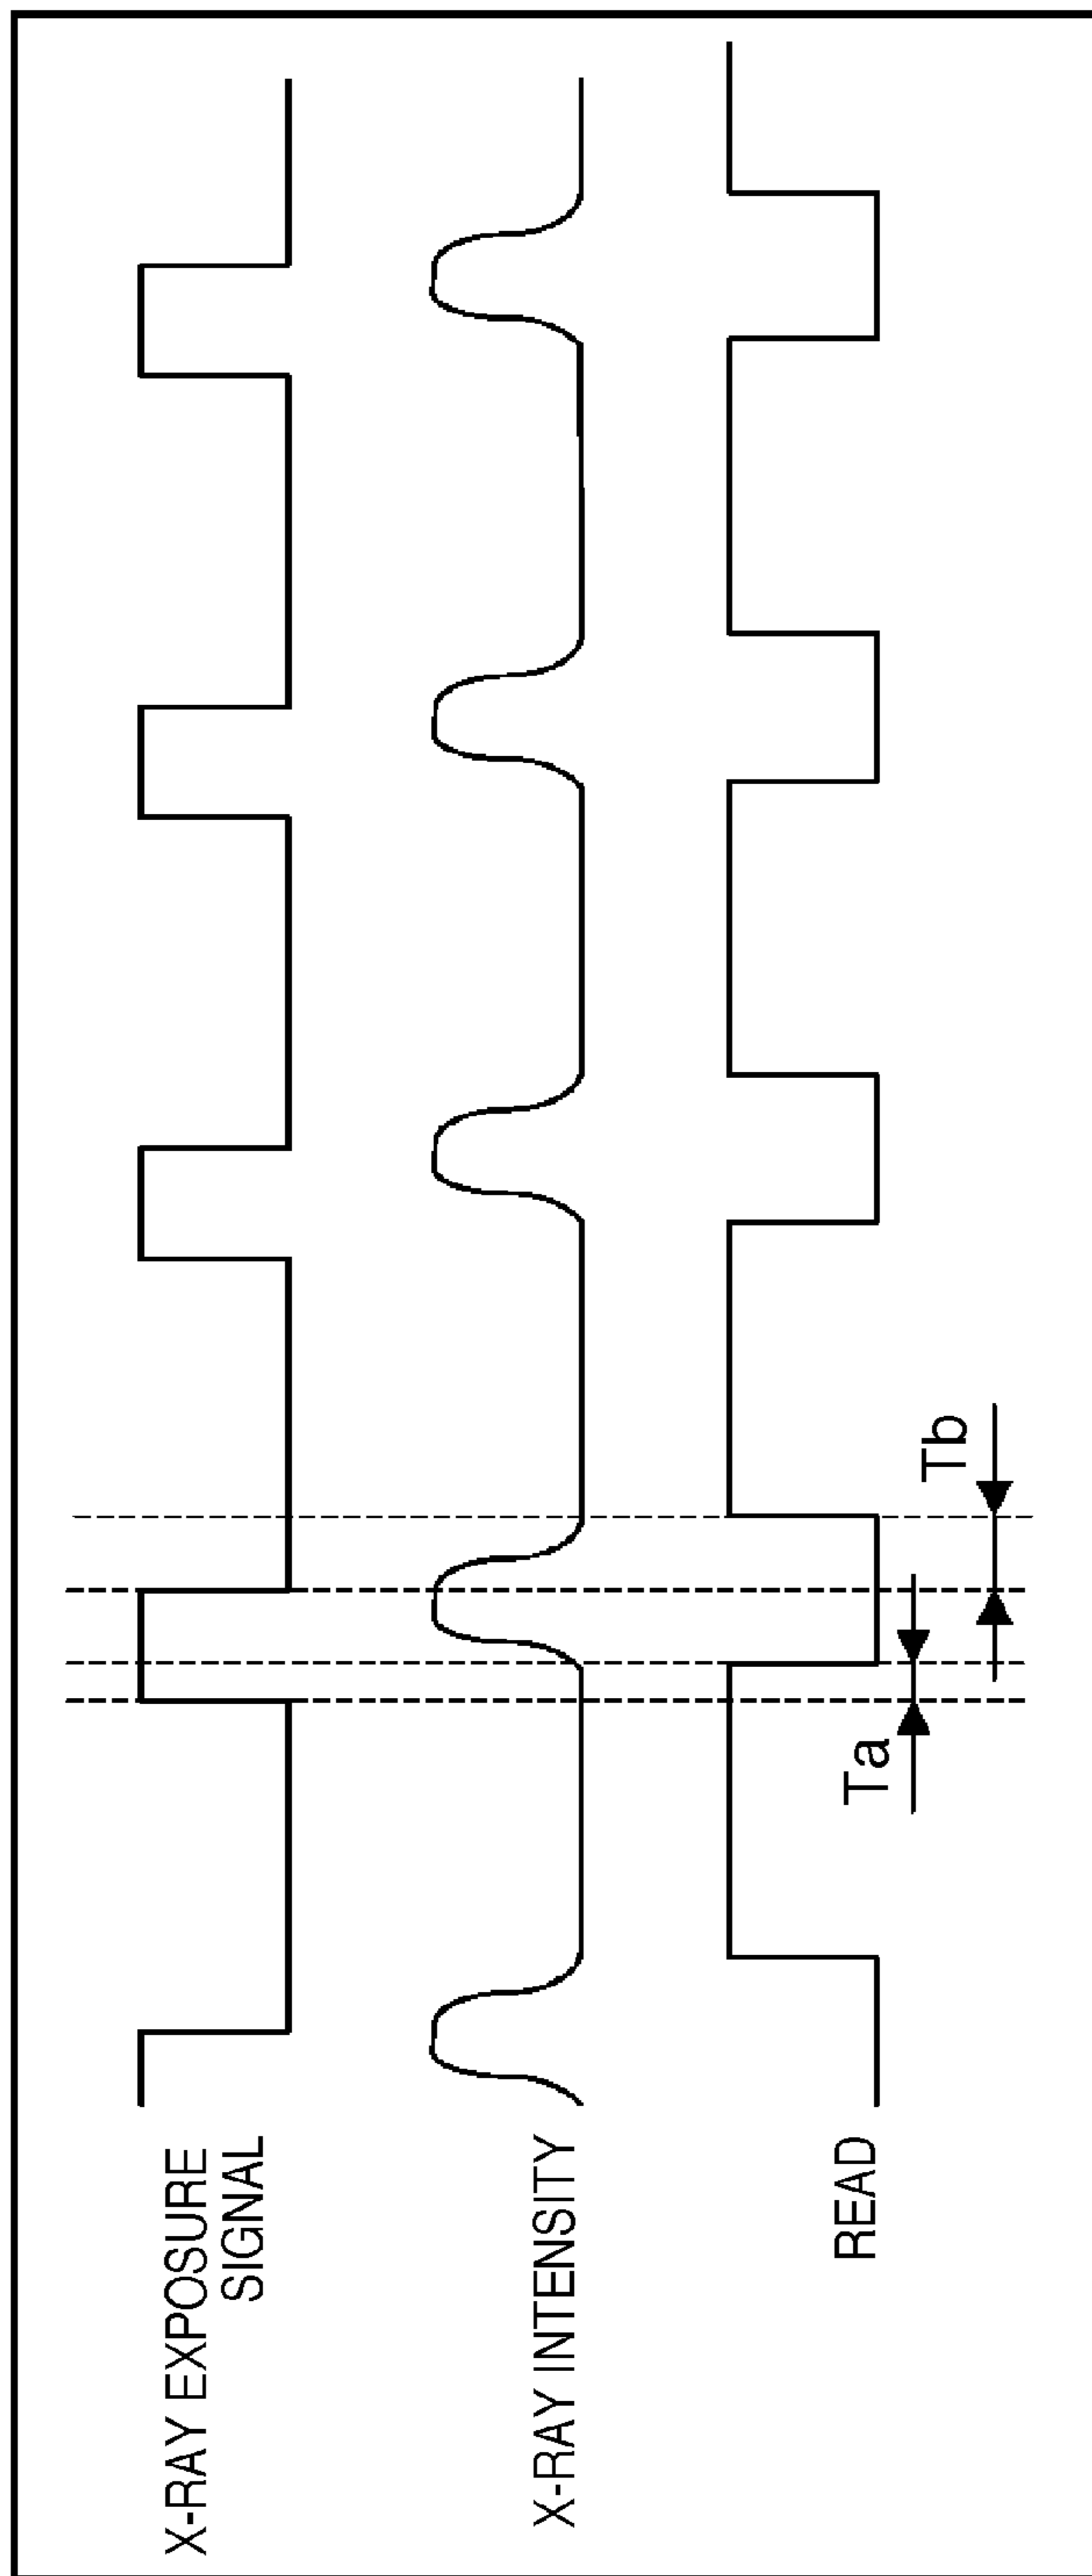 X-RAY EXPOSURE
SIGNAL
X-RAY INTENSITY
READ
Ta
Tb